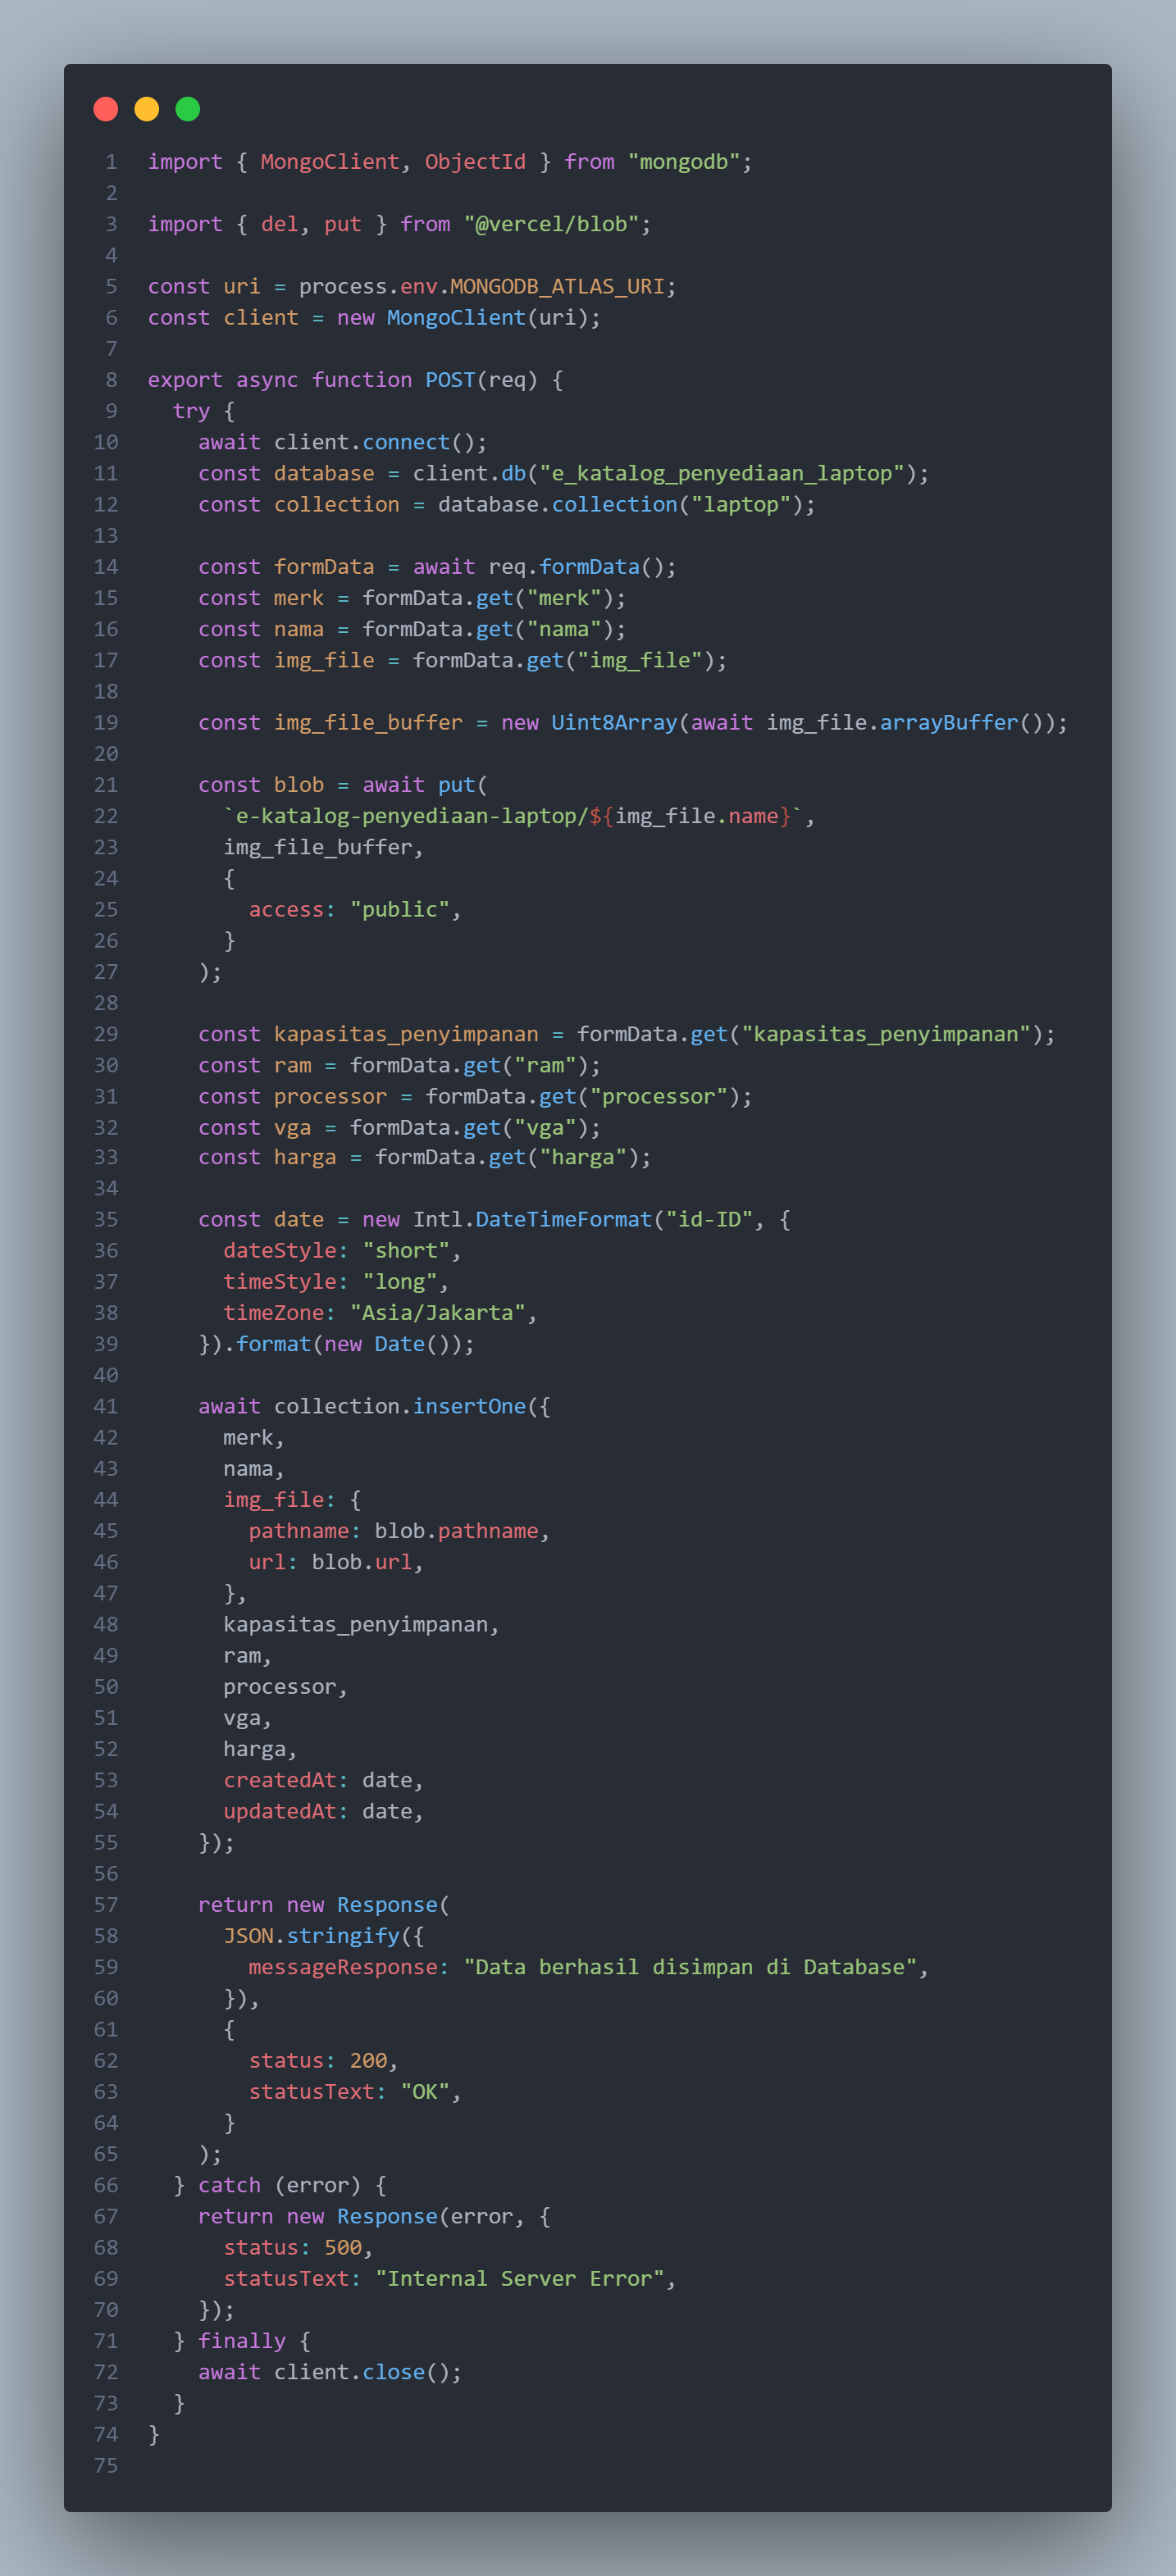 1 import { MongoClient, ObjectId } from "mongodb";
2
3 import { del, put } from "@vercel/blob";
4
5 const uri = process.env.MONGODB_ATLAS_URI;
6 const client = new MongoClient(uri);
7
8 export async function POST(req) {
9   try {
10     await client.connect();
11     const database = client.db("e_katalog_penyediaan_laptop");
12     const collection = database.collection("laptop");
13
14     const formData = await req.formData();
15     const merk = formData.get("merk");
16     const nama = formData.get("nama");
17     const img_file = formData.get("img_file");
18
19     const img_file_buffer = new Uint8Array(await img_file.arrayBuffer());
20
21     const blob = await put(
22       `e-katalog-penyediaan-laptop/${img_file.name}`,
23       img_file_buffer,
24       {
25         access: "public",
26       }
27     );
28
29     const kapasitas_penyimpanan = formData.get("kapasitas_penyimpanan");
30     const ram = formData.get("ram");
31     const processor = formData.get("processor");
32     const vga = formData.get("vga");
33     const harga = formData.get("harga");
34
35     const date = new Intl.DateTimeFormat("id-ID", {
36       dateStyle: "short",
37       timeStyle: "long",
38       timeZone: "Asia/Jakarta",
39     }).format(new Date());
40
41     await collection.insertOne({
42       merk,
43       nama,
44       img_file: {
45         pathname: blob.pathname,
46         url: blob.url,
47       },
48       kapasitas_penyimpanan,
49       ram,
50       processor,
51       vga,
52       harga,
53       createdAt: date,
54       updatedAt: date,
55     });
56
57     return new Response(
58       JSON.stringify({
59         messageResponse: "Data berhasil disimpan di Database",
60       }),
61       {
62         status: 200,
63         statusText: "OK",
64       }
65     );
66   } catch (error) {
67     return new Response(error, {
68       status: 500,
69       statusText: "Internal Server Error",
70     });
71   } finally {
72     await client.close();
73   }
74 }
75